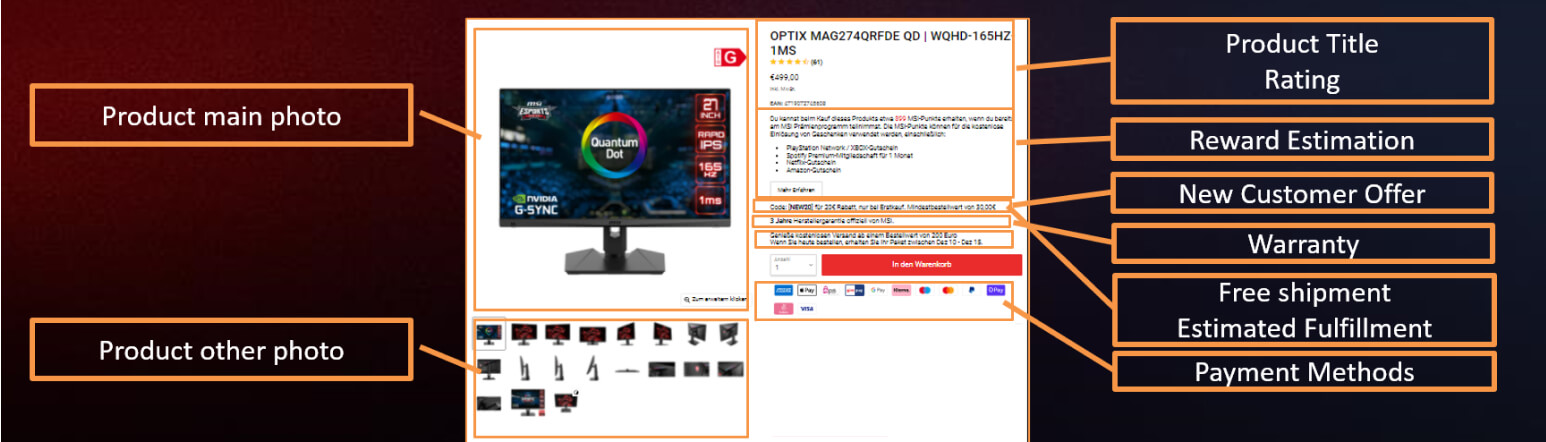 Product main photo
Product other photo
G
msi
ESPORTS
27
INCH
RAPID
IPS
165
HZ
1ms
Quantum
Dot
NVIDIA
G-SYNC
Zum erweitern klicken
OPTIX MAG274QRFDE QD | WQHD-165HZ-
1MS
(61)
€499,00
Inkl. MwSt.
Du kannst beim Kauf dieses Produkts etwa 899 MSI-Punkte erhalten, wenn du bereits
am MSI Prämienprogramm teilnimmst. Die MSI-Punkte können für die kostenlose
Einlösung von Geschenken verwendet werden, einschließlich:
PlayStation Network / XBOX-Gutschein
Spotify Premium-Mitgliedschaft für 1 Monat
Netflix-Gutschein
Amazon-Gutschein
Mehr Erfahren
Code: [NEW20] für 20€ Rabatt, nur bei Erstkauf. Mindestbestellwert von 30,00€
3 Jahre Herstellergarantie offiziell von MSI.
Genieße kostenlosen Versand ab einem Bestellwert von 200 Euro
Wenn Sie heute bestellen, erhalten Sie Ihr Paket zwischen Dez 10 - Dez 18.
Anzahl
1
In den Warenkorb
Pay
G Pay
Klarna
Pay
VISA
Product Title
Rating
Reward Estimation
New Customer Offer
Warranty
Free shipment
Estimated Fulfillment
Payment Methods